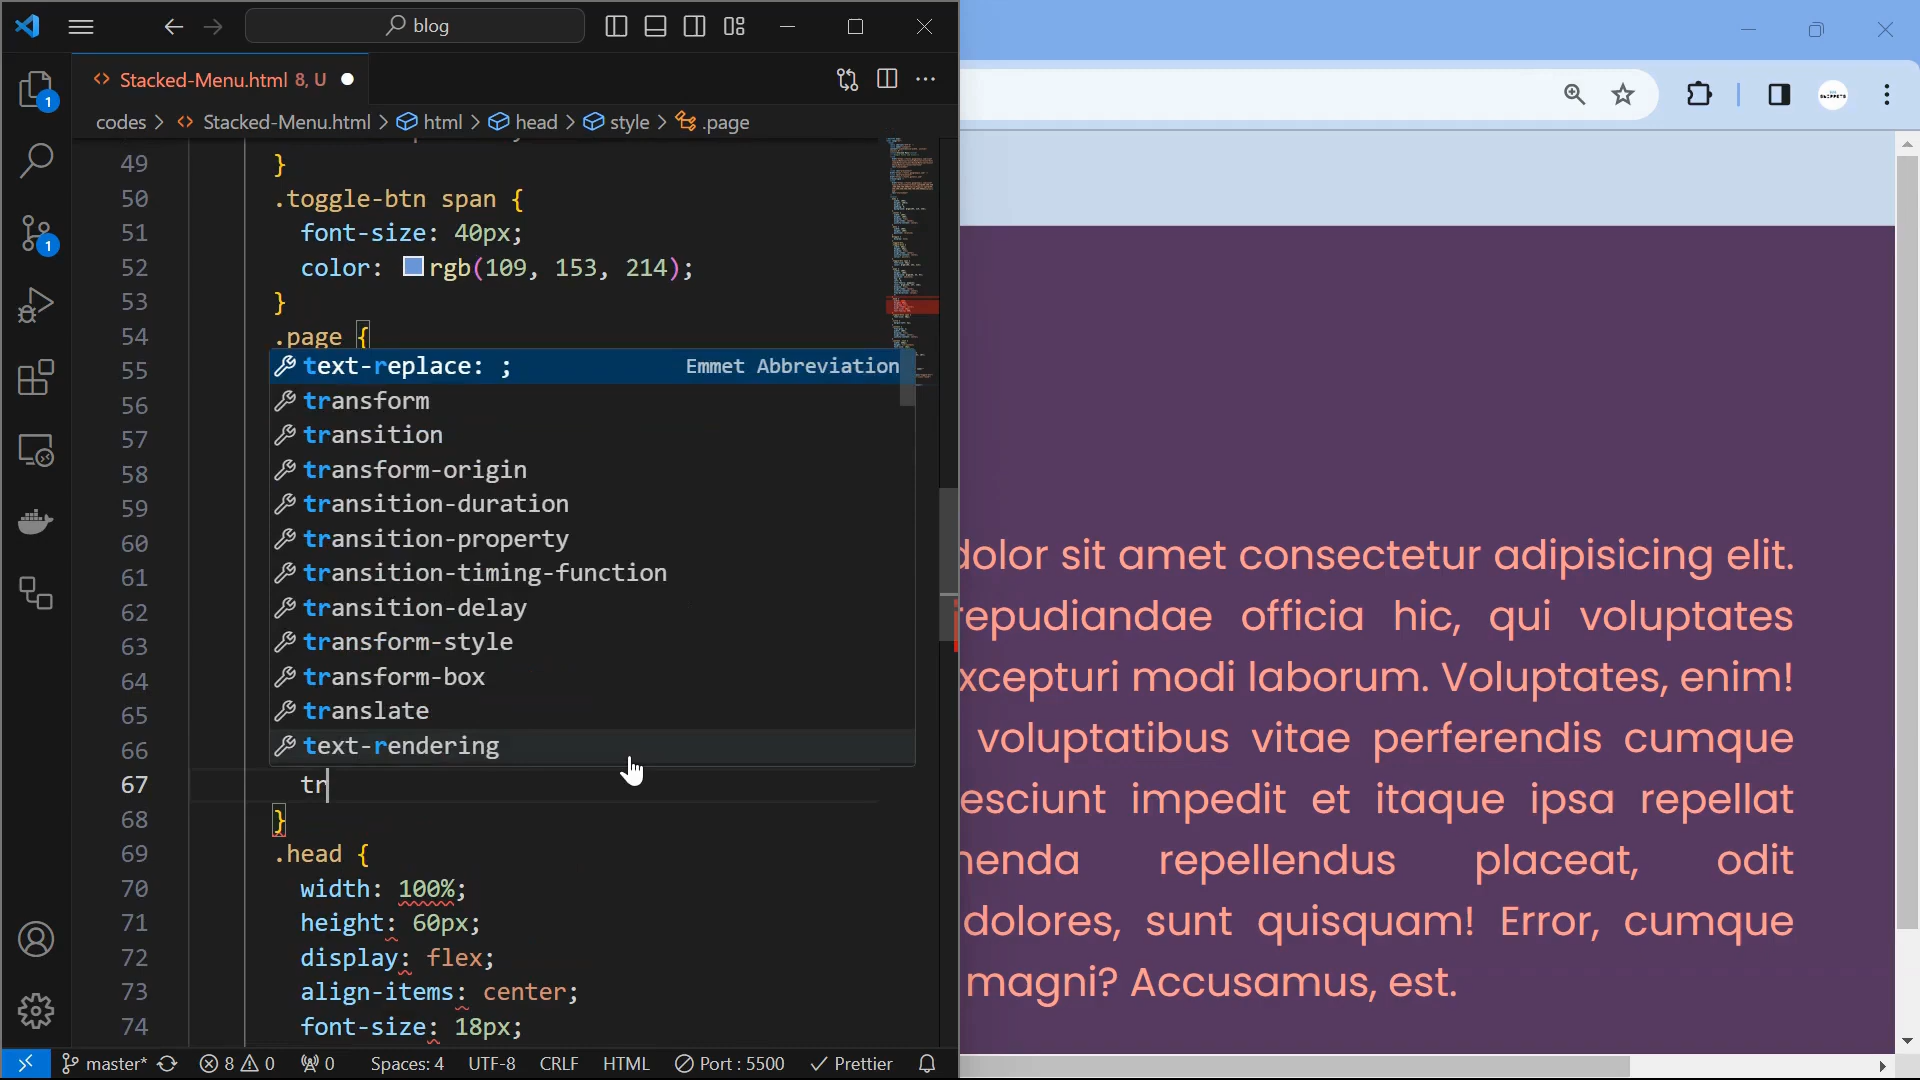 blog
Stacked-Menu.html 8, U
codes > Stacked-Menu.html > html > head > style > .page
49 }
50 .toggle-btn span {
51 font-size: 40px;
52 color: rgb(109, 153, 214);
53 }
54 .page {
55 text-replace: ; Emmet Abbreviation
56 transform
57 transition
58 transform-origin
59 transition-duration
60 transition-property
61 transition-timing-function
62 transition-delay
63 transform-style
64 transform-box
65 translate
66 text-rendering
67 tr
68 }
69 .head {
70 width: 100%;
71 height: 60px;
72 display: flex;
73 align-items: center;
74 font-size: 18px;
1
1
master* 8 0 0 Spaces: 4 UTF-8 CRLF HTML Port : 5500 Prettier
dolor sit amet consectetur adipisicing elit.
repudiandae officia hic, qui voluptates
xcepturi modi laborum. Voluptates, enim!
voluptatibus vitae perferendis cumque
esciunt impedit et itaque ipsa repellat
nenda repellendus placeat, odit
dolores, sunt quisquam! Error, cumque
magni? Accusamus, est.